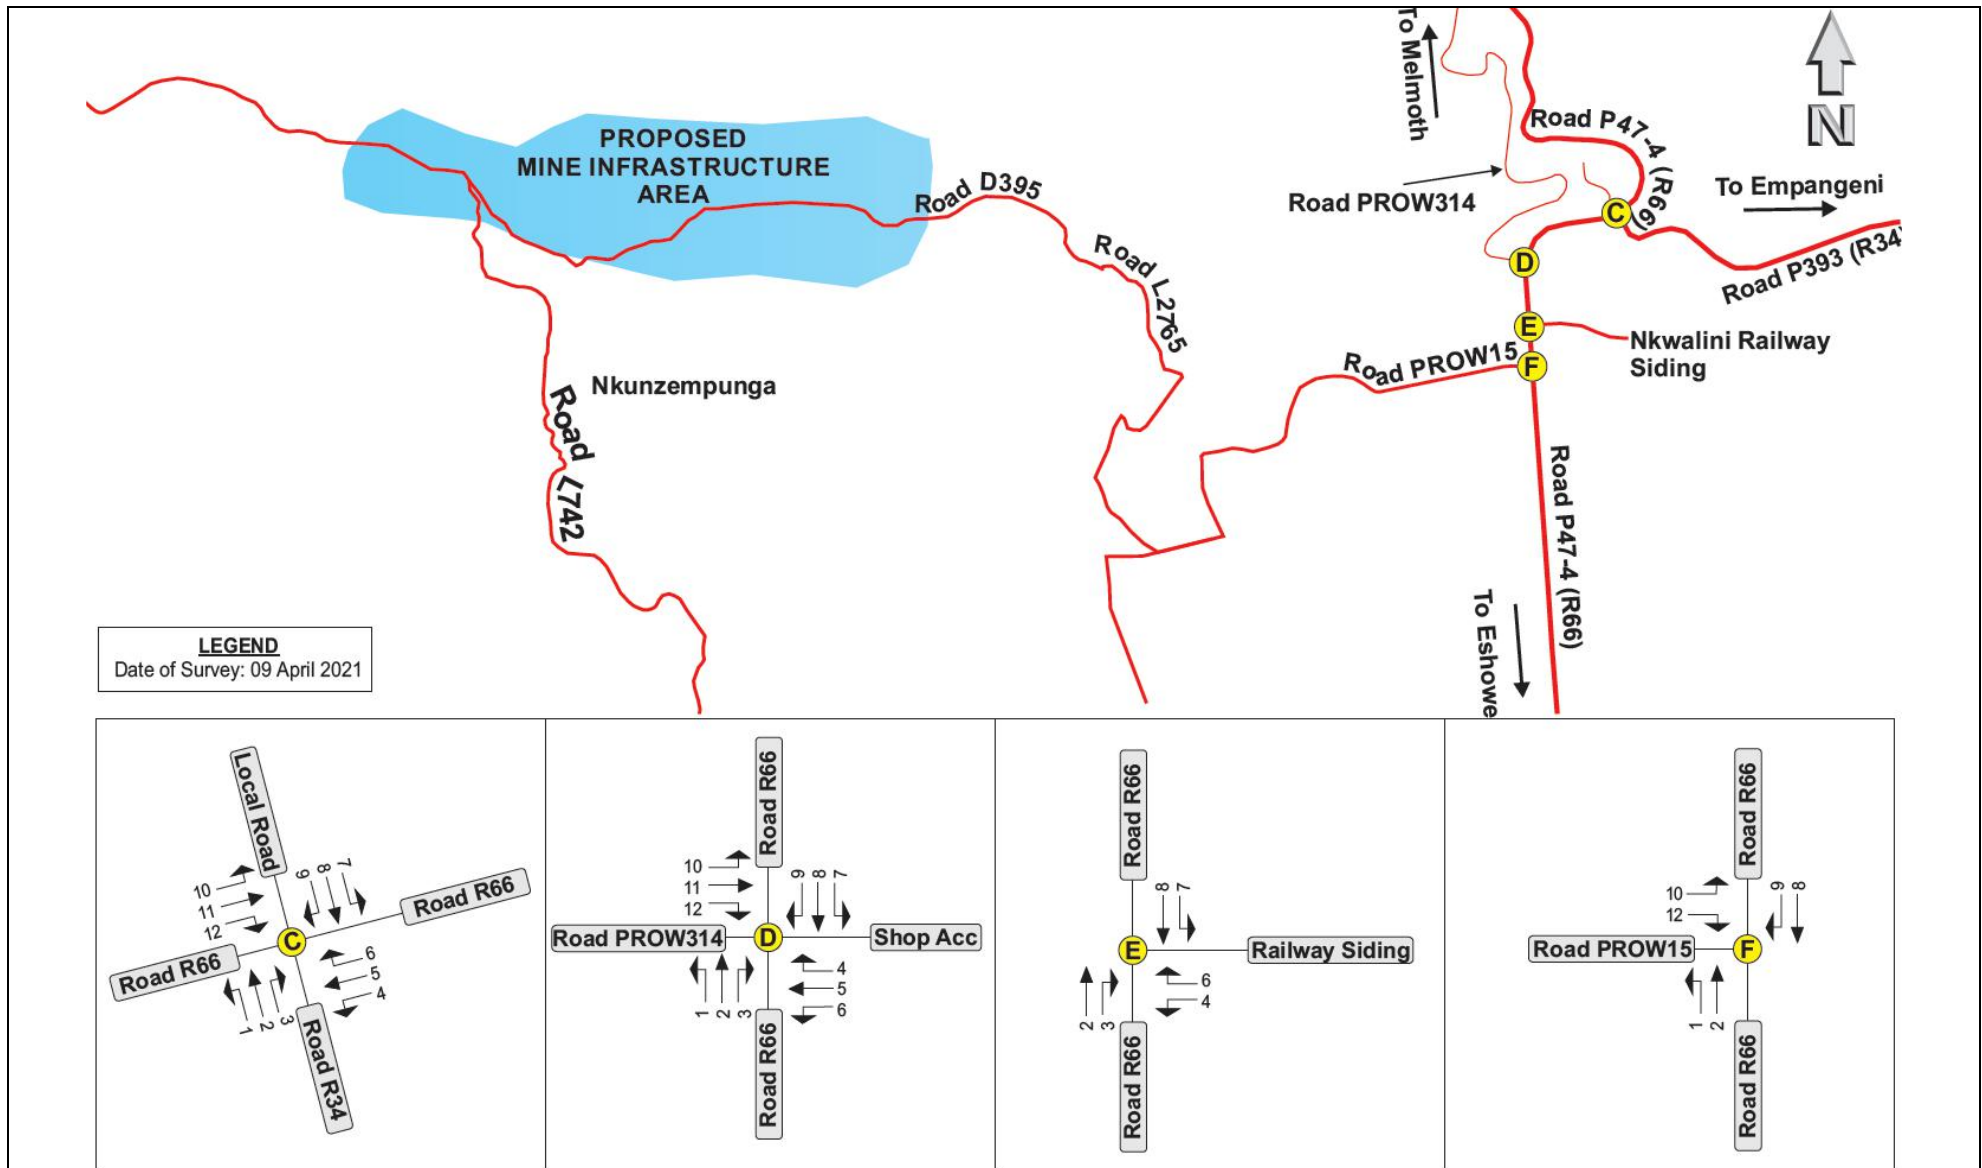 To Melmoth
N
PROPOSED
MINE INFRASTRUCTURE
AREA
Road D395
Road L2765
Road PROW314
Road P47-4 (R66)
To Empangeni
Road P393 (R34
C
D
E
F
Nkwalini Railway
Siding
Road PROW15
Nkunzempunga
Road L742
Road P47-4 (R66)
To Eshowe
LEGEND
Date of Survey: 09 April 2021
Local Road
Road R66
Road R66
Road R34
C
10
11
12
9
8
7
6
5
4
1
2
3
Road R66
Road PROW314
D
Shop Acc
Road R66
10
11
12
9
8
7
4
5
6
1
2
3
Road R66
E
Railway Siding
Road R66
8
7
6
4
2
3
Road R66
Road PROW15
F
Road R66
10
12
9
8
1
2